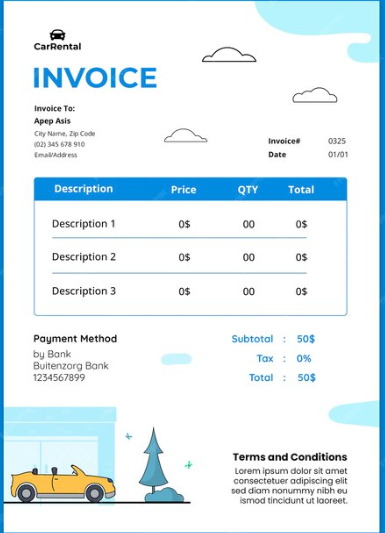 CarRental
INVOICE
Invoice To:
Apep Asis
City Name, Zip Code
(02) 345 678 910
Email/Address
Invoice# 0325
Date 01/01
Description Price QTY Total
Description 1 0$ 00 0$
Description 2 0$ 00 0$
Description 3 0$ 00 0$
Payment Method
by Bank
Buitenzorg Bank
1234567899
Subtotal : 50$
Tax : 0%
Total : 50$
Terms and Conditions
Lorem ipsum dolor sit amet,
consectetuer adipiscing elit,
sed diam nonummy nibh eu
ismod tincidunt ut laoreet.